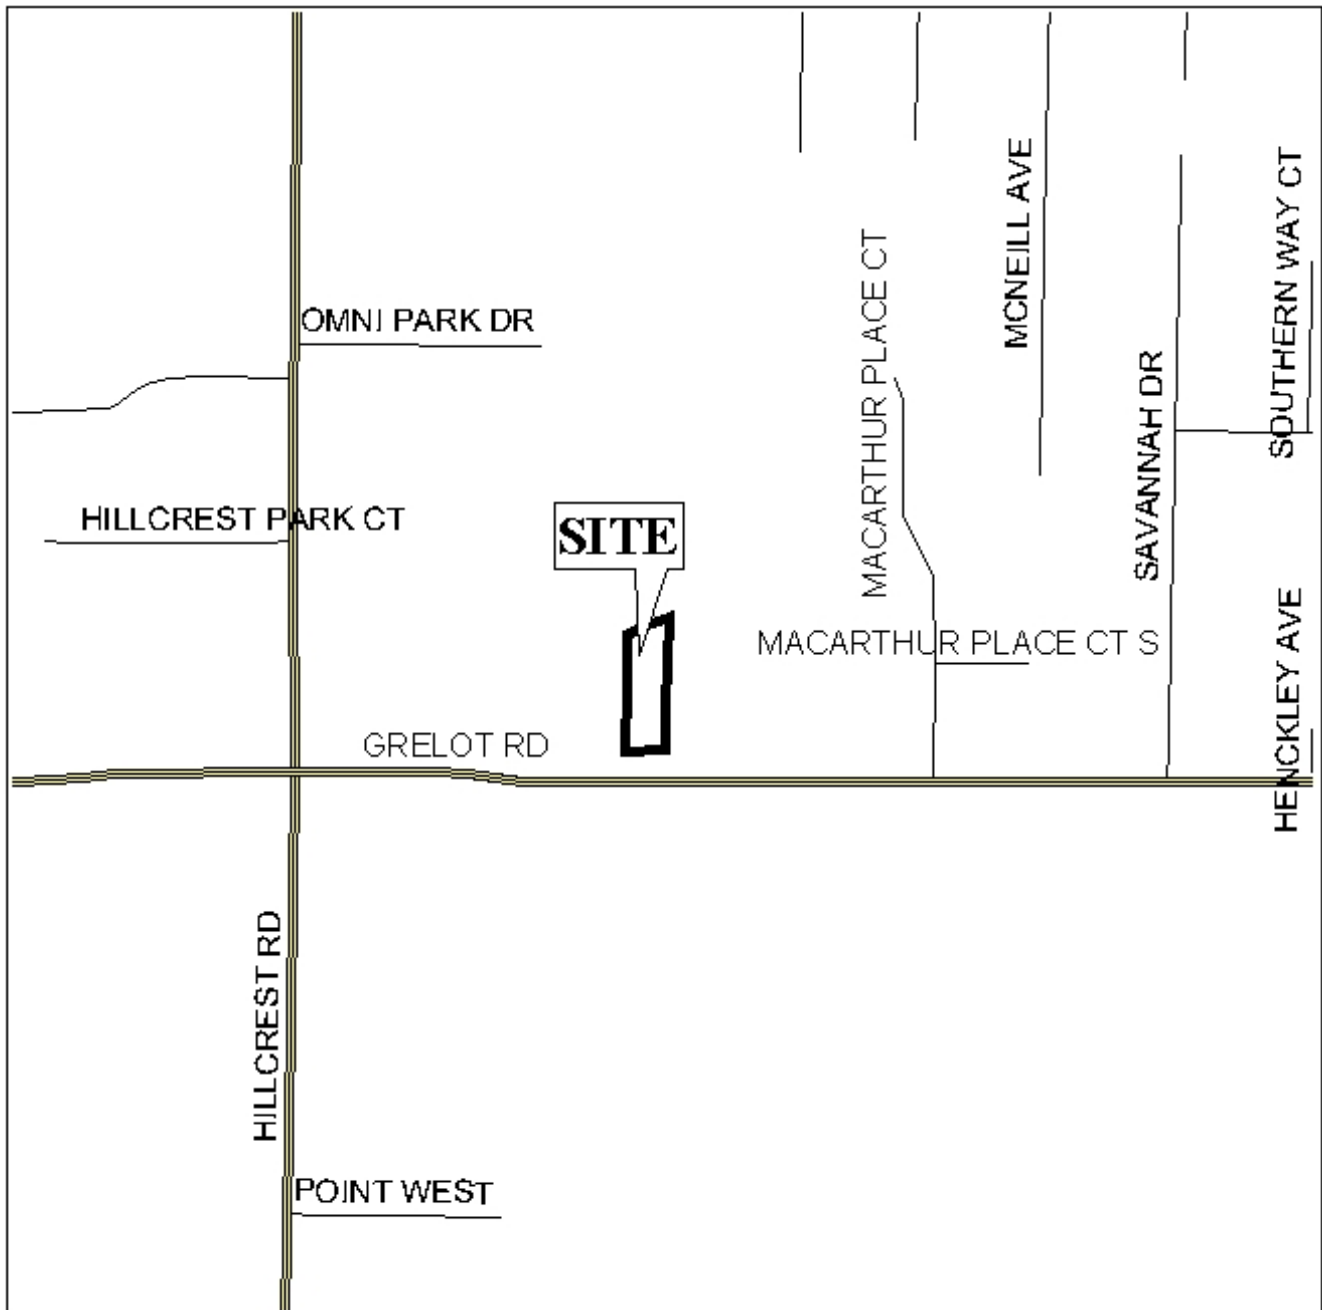 MCNEILL AVE
SOUTHERN WAY CT
MACARTHUR PLACE CT
OMNI PARK DR
SAVANNAH DR
HILLCREST PARK CT
SITE
MACARTHUR PLACE CT S
HENCKLEY AVE
GRELOT RD
HILLCREST RD
POINT WEST